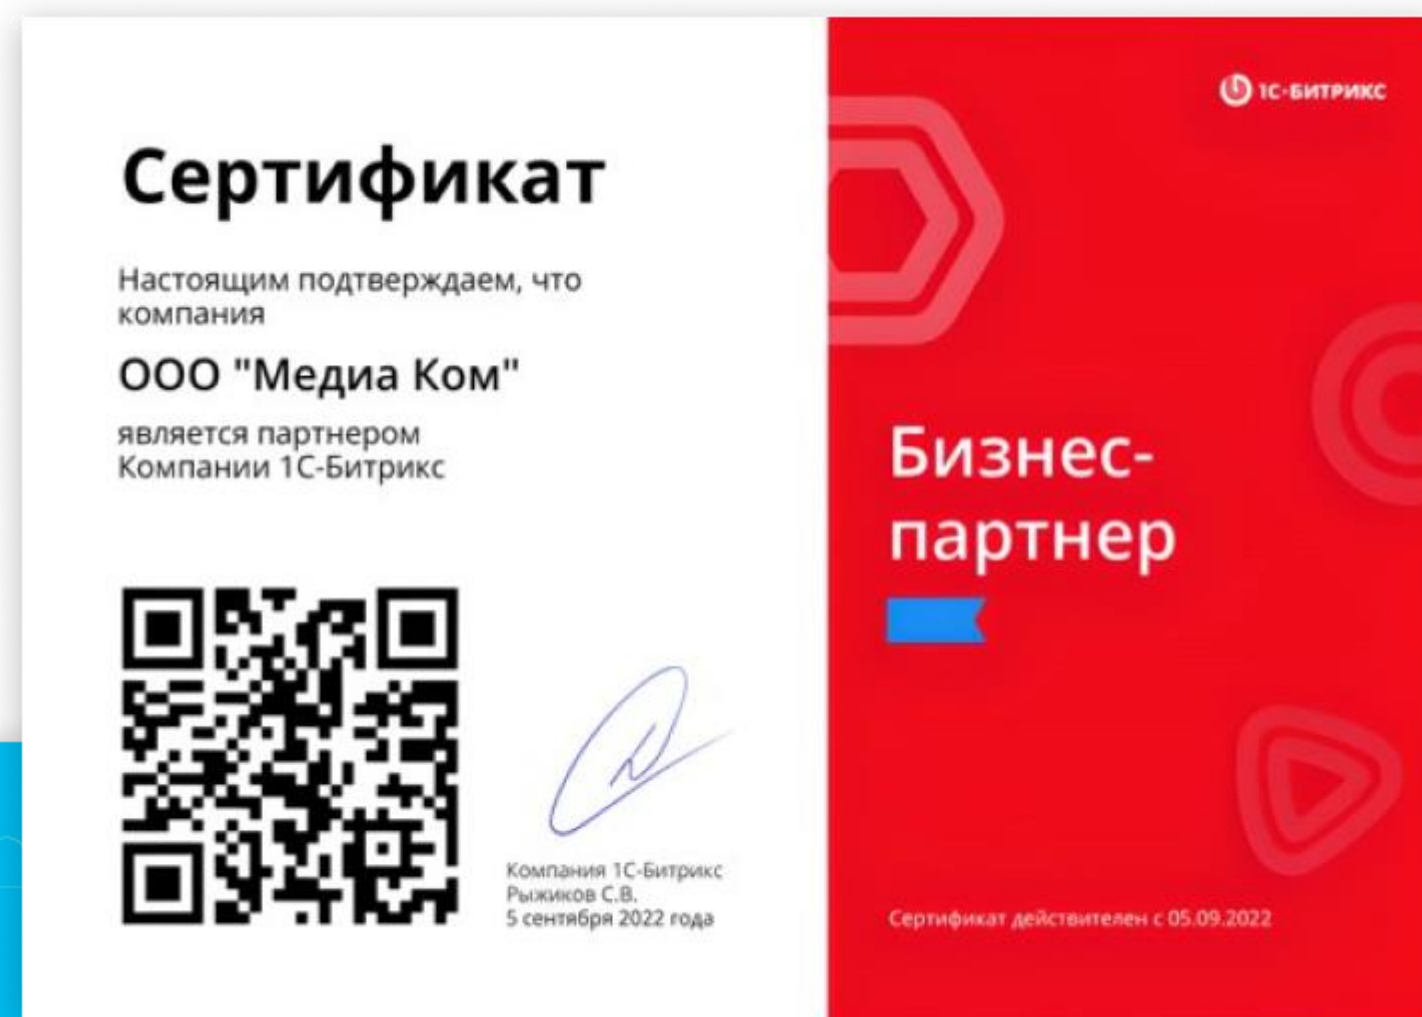 Сертификат
Настоящим подтверждаем, что
компания
ООО "Медиа Ком"
является партнером
Компании 1С-Битрикс
Компания 1С-Битрикс
Рыжиков С.В.
5 сентября 2022 года
1С-БИТРИКС
Бизнес-
партнер
Сертификат действителен с 05.09.2022